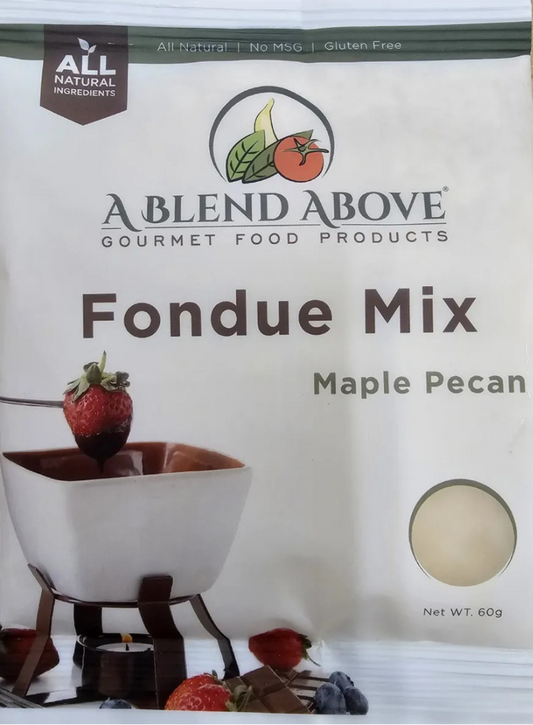 All Natural | No MSG | Gluten Free
ALL
NATURAL
INGREDIENTS
A BLEND ABOVE®
GOURMET FOOD PRODUCTS
Fondue Mix
Maple Pecan
Net WT. 60g